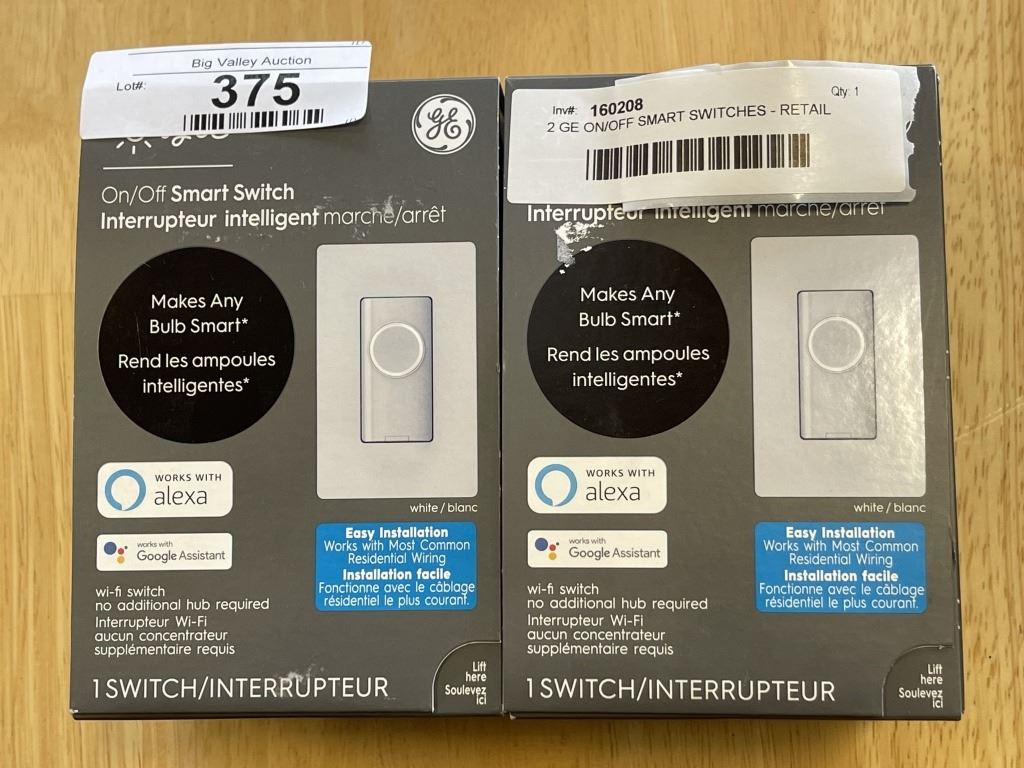 Big Valley Auction
Lot#: 375
GE
On/Off Smart Switch
Interrupteur intelligent marche/arrêt
Makes Any
Bulb Smart*
Rend les ampoules
intelligentes*
WORKS WITH
alexa
works with
Google Assistant
white / blanc
Easy Installation
Works with Most Common
Residential Wiring
Installation facile
Fonctionne avec le câblage
résidentiel le plus courant.
wi-fi switch
no additional hub required
Interrupteur Wi-Fi
aucun concentrateur
supplémentaire requis
1 SWITCH/INTERRUPTEUR
Lift
here
Soulevez
ici
Inv#: 160208
Qty: 1
2 GE ON/OFF SMART SWITCHES - RETAIL
Interrupteur intelligent marche/arrêt
Makes Any
Bulb Smart*
Rend les ampoules
intelligentes*
WORKS WITH
alexa
works with
Google Assistant
white / blanc
Easy Installation
Works with Most Common
Residential Wiring
Installation facile
Fonctionne avec le câblage
résidentiel le plus courant.
wi-fi switch
no additional hub required
Interrupteur Wi-Fi
aucun concentrateur
supplémentaire requis
1 SWITCH/INTERRUPTEUR
Lift
here
Soulevez
ici